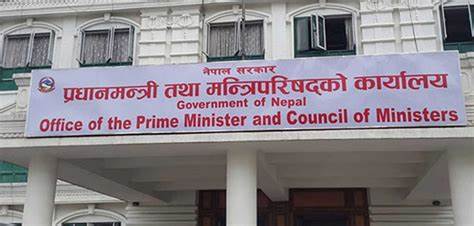 नेपाल सरकार
प्रधानमन्त्री तथा मन्त्रिपरिषद्को कार्यालय
Government of Nepal
Office of the Prime Minister and Council of Ministers